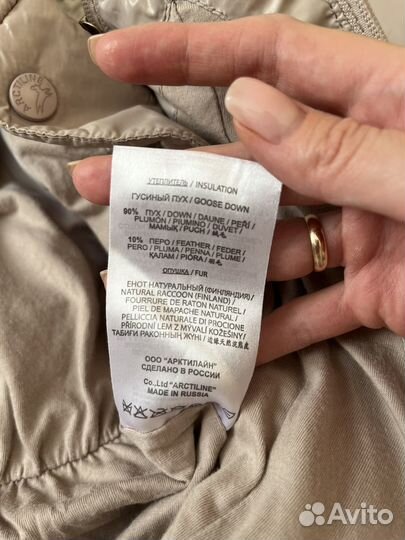 ARCTILINE
УТЕПЛИТЕЛЬ / INSULATION
ГУСИНЫЙ ПУХ / GOOSE DOWN
90% ПУХ / DOWN / DAUNE / PERÍ /
PLUMÓN / PIUMINO / DUVET /
МАМЫҚ / PUCH /
10% ПЕРО / FEATHER / FEDER /
PERO / PLUMA / PENNA / PLUME /
ҚАЛАМ / PIÓRA /
ОПУШКА / FUR
ЕНОТ НАТУРАЛЬНЫЙ (ФИНЛЯНДИЯ) /
NATURAL RACCOON (FINLAND) /
FOURRURE DE RATON NATUREL /
PIEL DE MAPACHE NATURAL /
PELLICCIA NATURALE DI PROCIONE
PŘÍRODNÍ LEM Z MÝVALÍ KOŽEŠINY/
ТАБИҒИ РАКОННЫҢ ЖҮНІ /
ООО "АРКТИЛАЙН"
СДЕЛАНО В РОССИИ
Co.,Ltd "ARCTILINE"
MADE IN RUSSIA
Avito